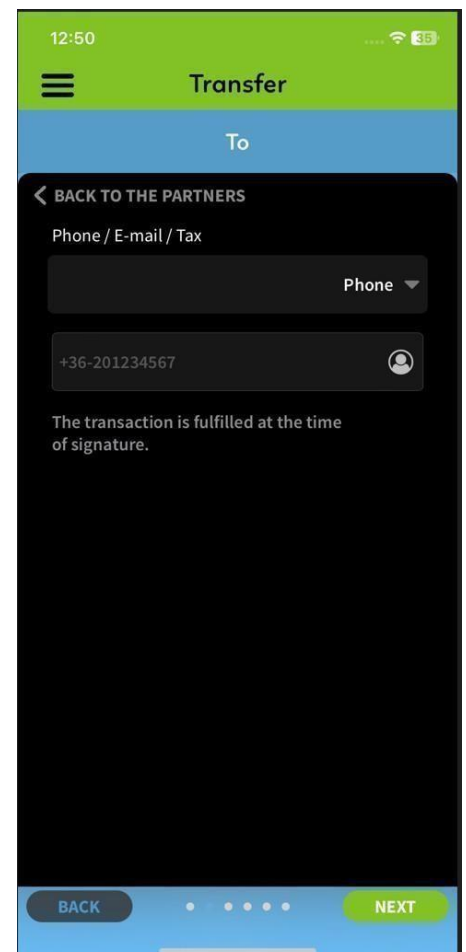 12:50
35
Transfer
To
BACK TO THE PARTNERS
Phone / E-mail / Tax
Phone
+36-201234567
The transaction is fulfilled at the time
of signature.
BACK
NEXT